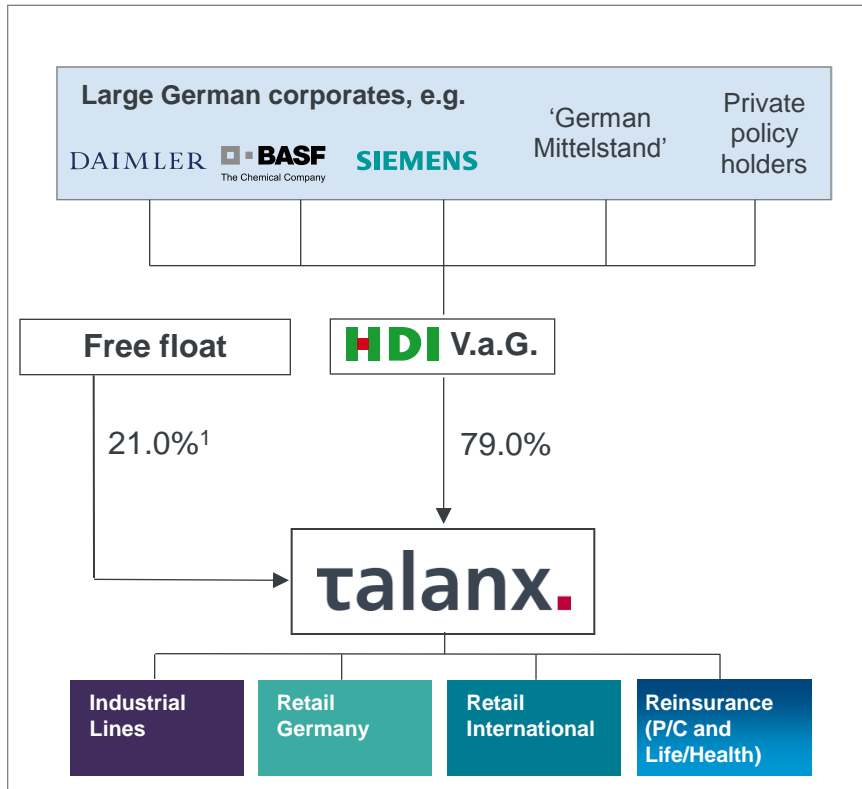 Large German corporates, e.g.
DAIMLER
BASF
The Chemical Company
SIEMENS
‘German
Mittelstand’
Private
policy
holders
Free float
HDI V.a.G.
21.0%¹
79.0%
talanx.
Industrial
Lines
Retail
Germany
Retail
International
Reinsurance
(P/C and
Life/Health)